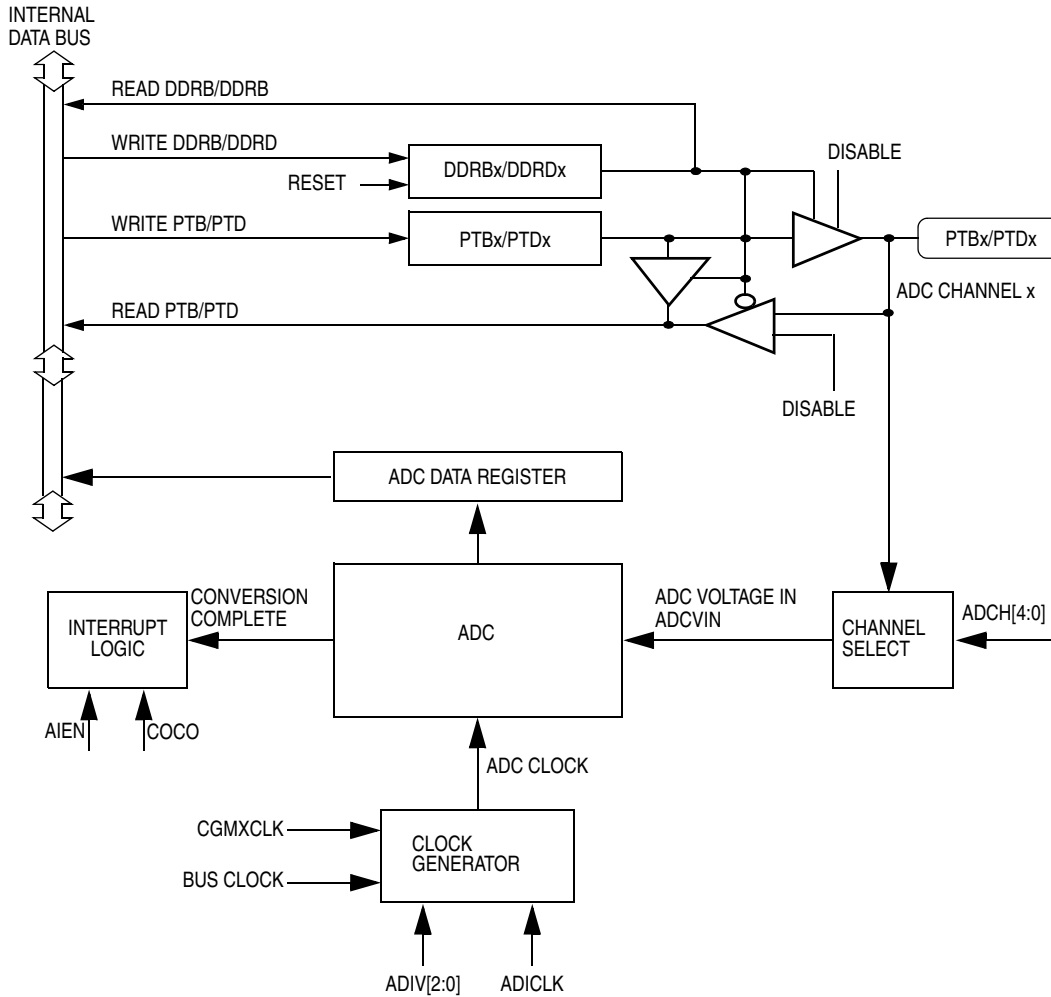 INTERNAL
DATA BUS
READ DDRB/DDRB
WRITE DDRB/DDRD
RESET
DDRBx/DDRDx
DISABLE
WRITE PTB/PTD
PTBx/PTDx
PTBx/PTDx
ADC CHANNEL x
READ PTB/PTD
DISABLE
ADC DATA REGISTER
INTERRUPT
LOGIC
CONVERSION
COMPLETE
ADC
ADC VOLTAGE IN
ADCVIN
CHANNEL
SELECT
ADCH[4:0]
AIEN
COCO
ADC CLOCK
CGMXCLK
BUS CLOCK
CLOCK
GENERATOR
ADIV[2:0]
ADICLK